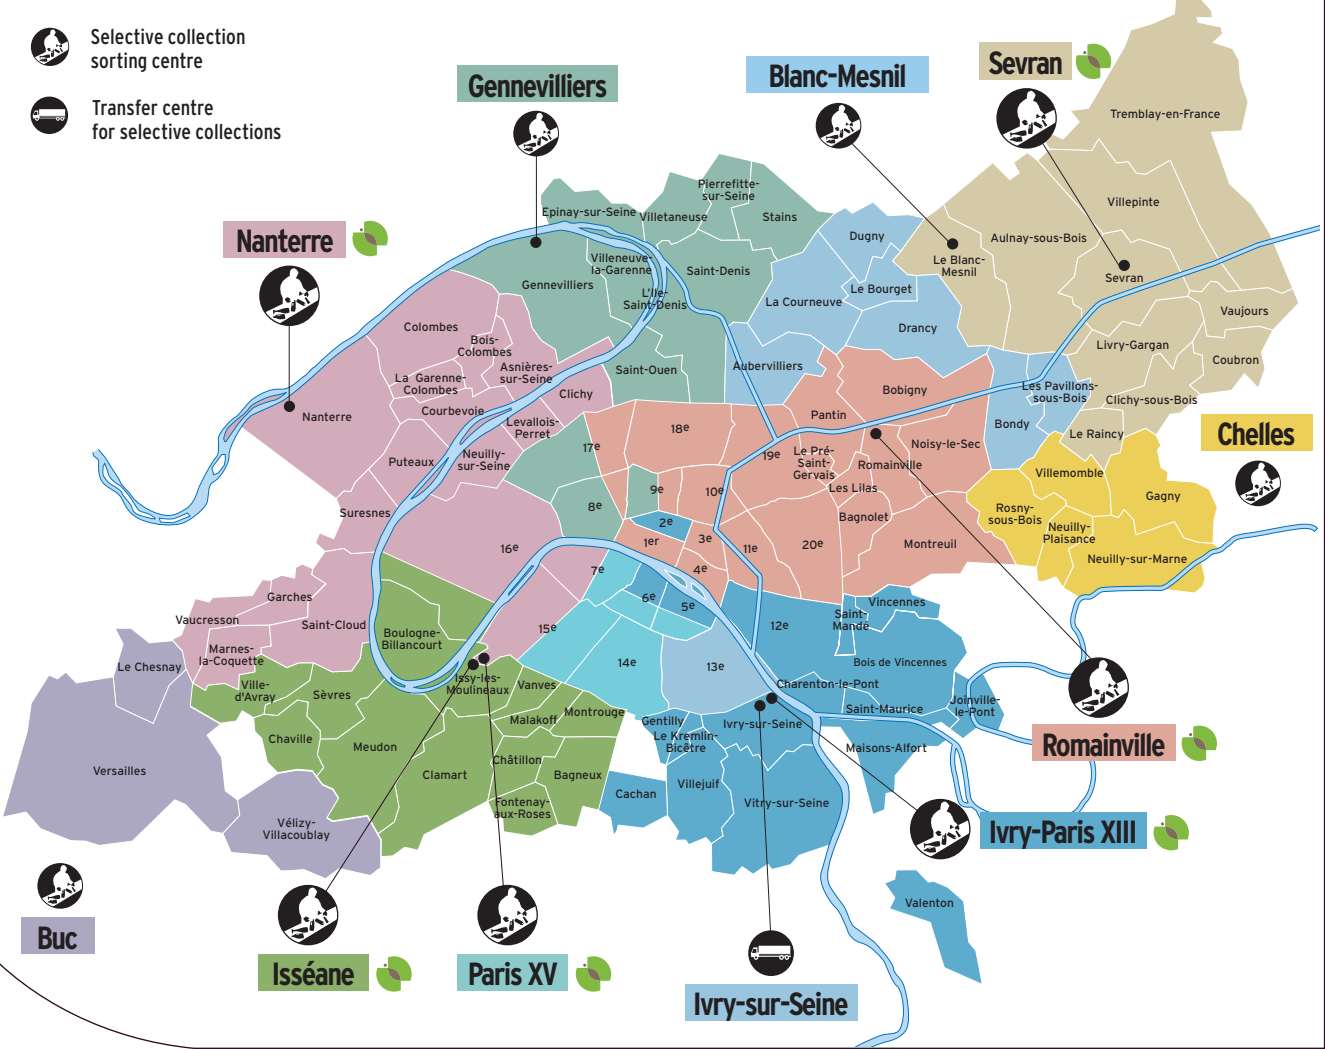 Selective collection
sorting centre
Transfer centre
for selective collections
Gennevilliers
Blanc-Mesnil
Sevran
Nanterre
Chelles
Romainville
Ivry-Paris XIII
Ivry-sur-Seine
Paris XV
Isséane
Buc
Tremblay-en-France
Villepinte
Aulnay-sous-Bois
Le Blanc-
Mesnil
Sevran
Vaujours
Livry-Gargan
Coubron
Clichy-sous-Bois
Le Raincy
Les Pavillons-
sous-Bois
Bondy
Pierrefitte-
sur-Seine
Epinay-sur-Seine
Villetaneuse
Stains
Villeneuve-
la-Garenne
Saint-Denis
Gennevilliers
L'Ile-
Saint-Denis
Saint-Ouen
Dugny
Le Bourget
La Courneuve
Drancy
Aubervilliers
Colombes
Bois-
Colombes
La Garenne-
Colombes
Asnières-
sur-Seine
Clichy
Courbevoie
Levallois-
Perret
Nanterre
Puteaux
Neuilly-
sur-Seine
Suresnes
Bobigny
Pantin
Noisy-le-Sec
Le Pré-
Saint-
Gervais
Romainville
Les Lilas
Bagnolet
Montreuil
Villemomble
Gagny
Rosny-
sous-Bois
Neuilly-
Plaisance
Neuilly-sur-Marne
17e
18e
19e
9e
10e
8e
2e
1er
3e
11e
20e
4e
16e
7e
6e
5e
12e
15e
14e
13e
Garches
Vaucresson
Saint-Cloud
Marnes-
la-Coquette
Boulogne-
Billancourt
Le Chesnay
Ville-
d'Avray
Sèvres
Issy-les-
Moulineaux
Vanves
Malakoff
Montrouge
Chaville
Meudon
Châtillon
Clamart
Bagneux
Fontenay-
aux-Roses
Versailles
Vélizy-
Villacoublay
Vincennes
Saint-
Mandé
Bois de Vincennes
Charenton-le-Pont
Saint-Maurice
Joinville-
le-Pont
Maisons-Alfort
Gentilly
Le Kremlin-
Bicêtre
Ivry-sur-Seine
Cachan
Villejuif
Vitry-sur-Seine
Valenton